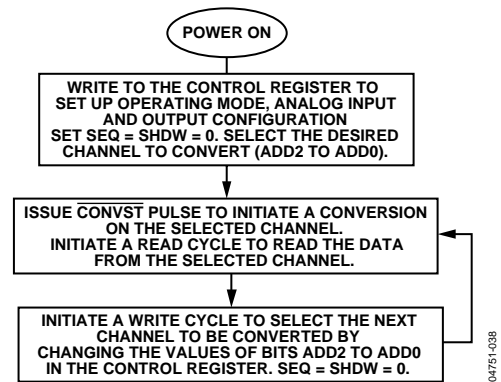 POWER ON
WRITE TO THE CONTROL REGISTER TO
SET UP OPERATING MODE, ANALOG INPUT
AND OUTPUT CONFIGURATION
SET SEQ = SHDW = 0. SELECT THE DESIRED
CHANNEL TO CONVERT (ADD2 TO ADD0).
ISSUE CONVST PULSE TO INITIATE A CONVERSION
ON THE SELECTED CHANNEL.
INITIATE A READ CYCLE TO READ THE DATA
FROM THE SELECTED CHANNEL.
INITIATE A WRITE CYCLE TO SELECT THE NEXT
CHANNEL TO BE CONVERTED BY
CHANGING THE VALUES OF BITS ADD2 TO ADD0
IN THE CONTROL REGISTER. SEQ = SHDW = 0.
04751-038